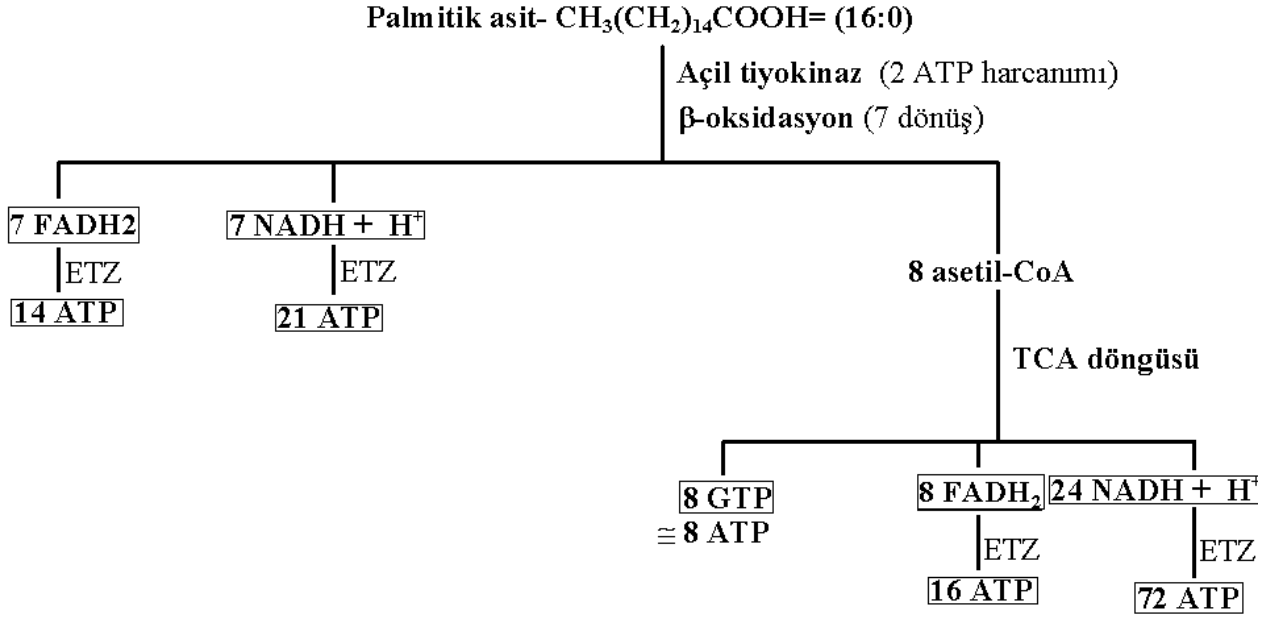 Palmitik asit- CH₃(CH₂)₁₄COOH= (16:0)
Açil tiyokinaz (2 ATP harcanımı)
β-oksidasyon (7 dönüş)
7 FADH2
7 NADH + H⁺
ETZ
ETZ
14 ATP
21 ATP
8 asetil-CoA
TCA döngüsü
8 GTP
≅ 8 ATP
8 FADH₂
24 NADH + H⁺
ETZ
ETZ
16 ATP
72 ATP